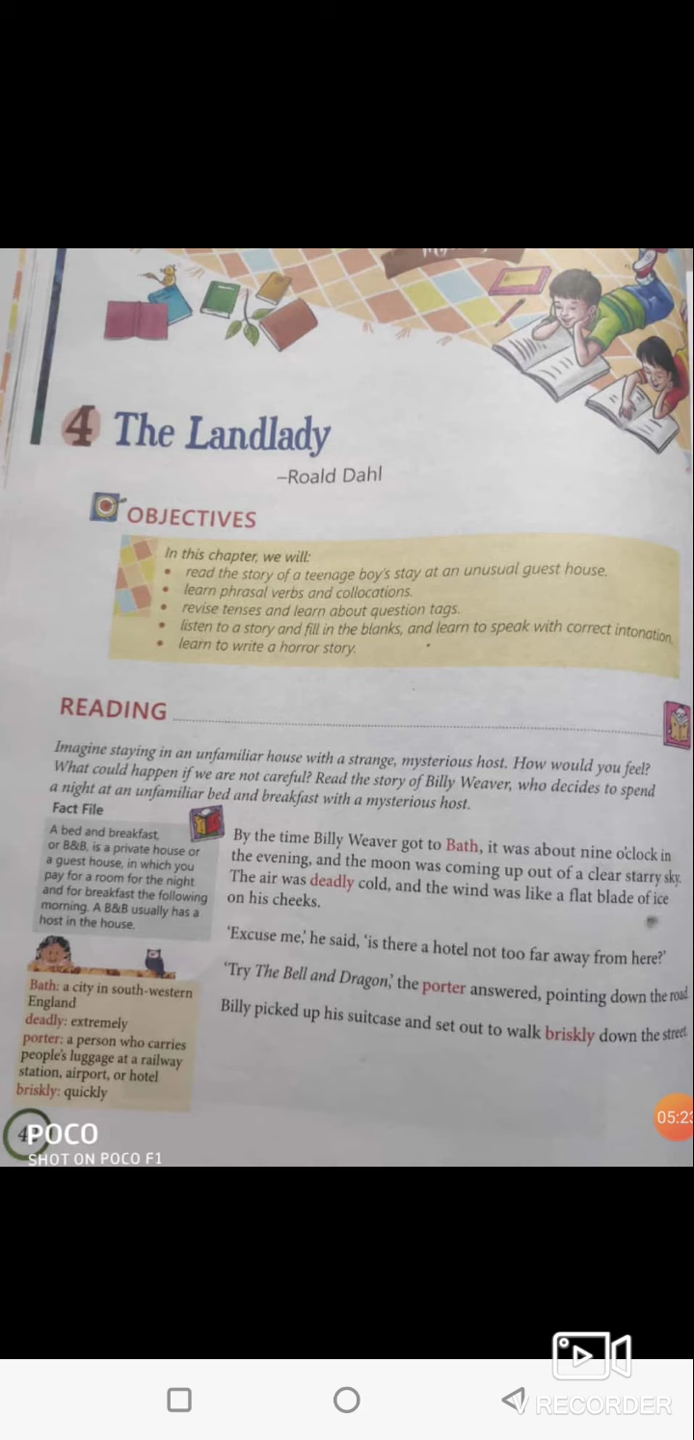 4 The Landlady
–Roald Dahl
OBJECTIVES
In this chapter, we will:
• read the story of a teenage boy's stay at an unusual guest house.
• learn phrasal verbs and collocations.
• revise tenses and learn about question tags.
• listen to a story and fill in the blanks, and learn to speak with correct intonation.
• learn to write a horror story.
READING
Imagine staying in an unfamiliar house with a strange, mysterious host. How would you feel?
What could happen if we are not careful? Read the story of Billy Weaver, who decides to spend
a night at an unfamiliar bed and breakfast with a mysterious host.
Fact File
A bed and breakfast,
or B&B, is a private house or
a guest house, in which you
pay for a room for the night
and for breakfast the following
morning. A B&B usually has a
host in the house.
Bath: a city in south-western
England
deadly: extremely
porter: a person who carries
people's luggage at a railway
station, airport, or hotel
briskly: quickly
By the time Billy Weaver got to Bath, it was about nine o'clock in
the evening, and the moon was coming up out of a clear starry sky.
The air was deadly cold, and the wind was like a flat blade of ice
on his cheeks.
'Excuse me,' he said, 'is there a hotel not too far away from here?'
'Try The Bell and Dragon,' the porter answered, pointing down the road
Billy picked up his suitcase and set out to walk briskly down the street.
05:23
POCO
SHOT ON POCO F1
V RECORDER